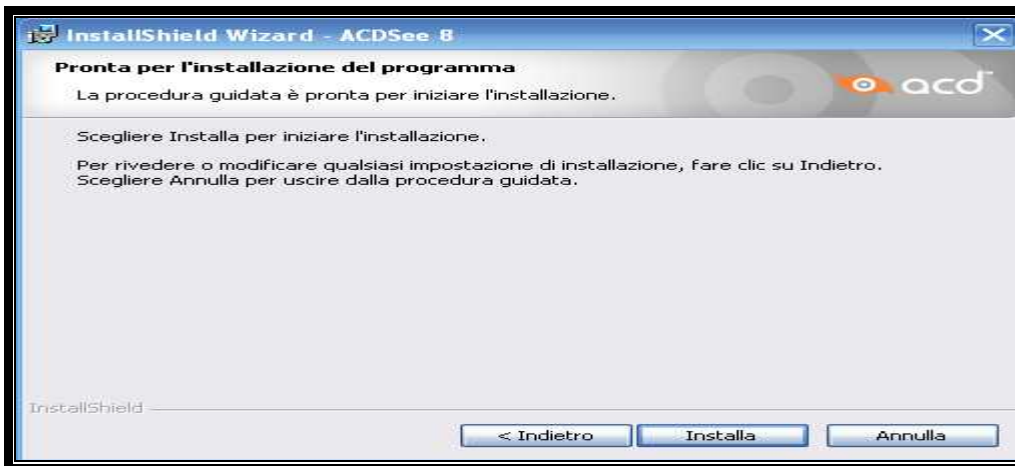 InstallShield Wizard - ACDSee 8
Pronta per l'installazione del programma
La procedura guidata è pronta per iniziare l'installazione.
acd™
Scegliere Installa per iniziare l'installazione.
Per rivedere o modificare qualsiasi impostazione di installazione, fare clic su Indietro.
Scegliere Annulla per uscire dalla procedura guidata.
InstallShield
< Indietro
Installa
Annulla